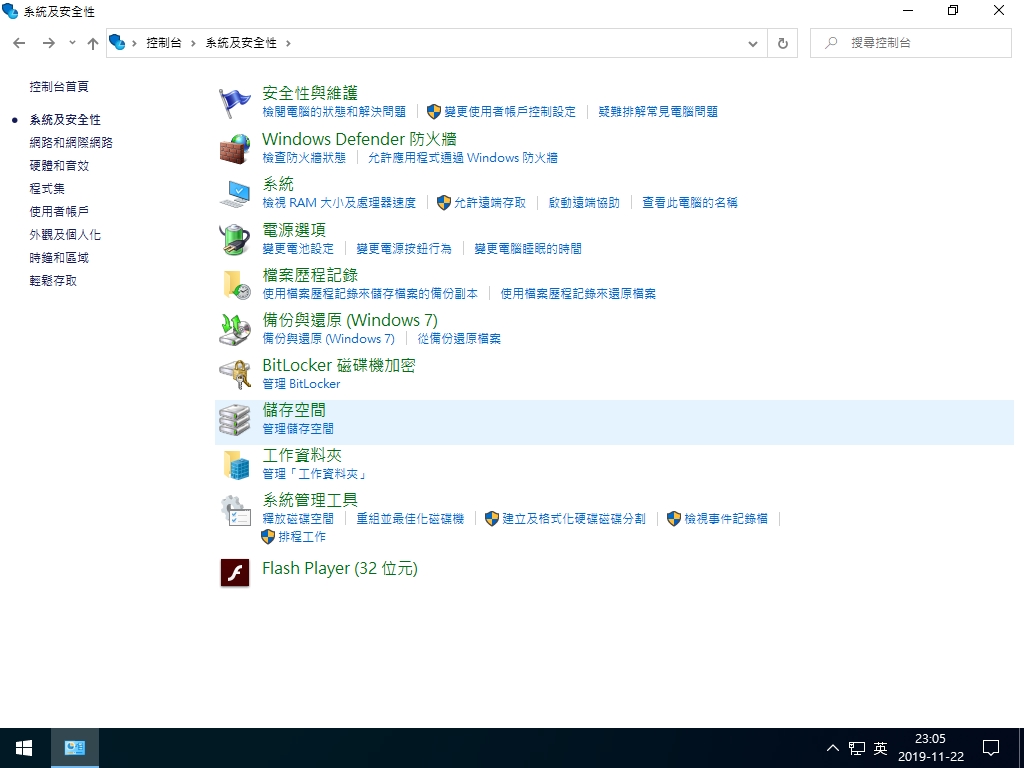 系統及安全性
控制台 系統及安全性
搜尋控制台
控制台首頁
系統及安全性
網路和網際網路
硬體和音效
程式集
使用者帳戶
外觀及個人化
時鐘和區域
輕鬆存取
安全性與維護
檢閱電腦的狀態和解決問題 變更使用者帳戶控制設定 疑難排解常見電腦問題
Windows Defender 防火牆
檢查防火牆狀態 允許應用程式通過 Windows 防火牆
系統
檢視 RAM 大小及處理器速度 允許遠端存取 啟動遠端協助 查看此電腦的名稱
電源選項
變更電池設定 變更電源按鈕行為 變更電腦睡眠的時間
檔案歷程記錄
使用檔案歷程記錄來儲存檔案的備份副本 使用檔案歷程記錄來還原檔案
備份與還原 (Windows 7)
備份與還原 (Windows 7) 從備份還原檔案
BitLocker 磁碟機加密
管理 BitLocker
儲存空間
管理儲存空間
工作資料夾
管理「工作資料夾」
系統管理工具
釋放磁碟空間 重組並最佳化磁碟機 建立及格式化硬碟磁碟分割 檢視事件記錄檔
排程工作
Flash Player (32 位元)
英
23:05
2019-11-22